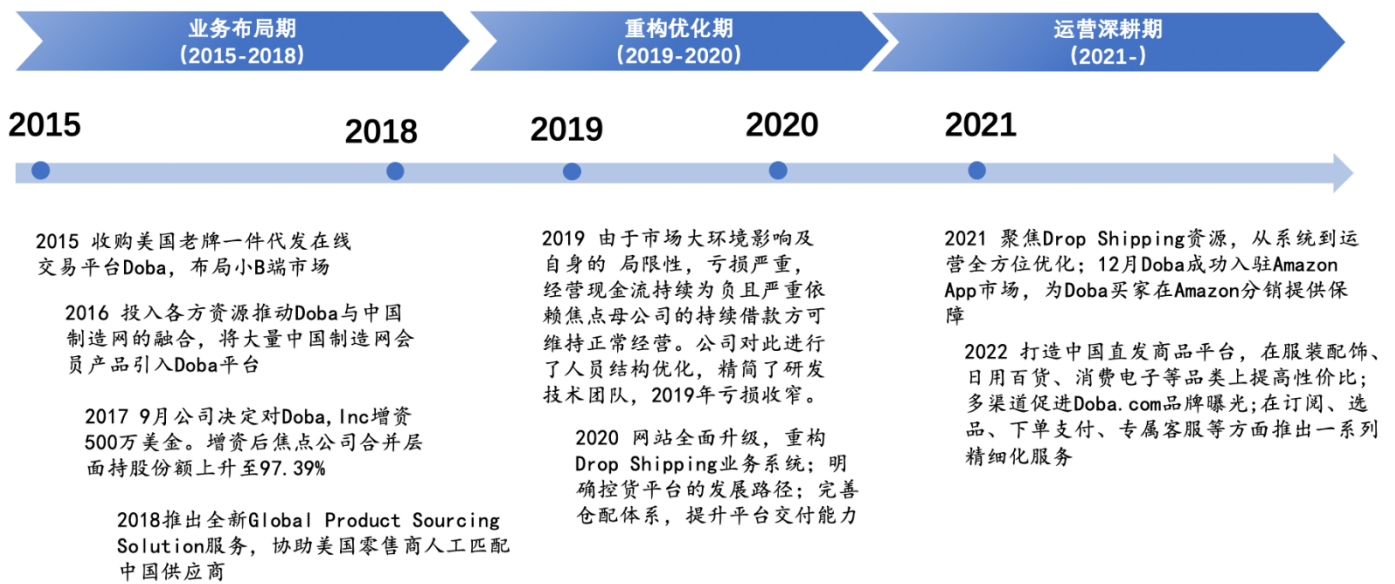 业务布局期
(2015-2018)
重构优化期
(2019-2020)
运营深耕期
(2021-)
2015
2018
2019
2020
2021
2015 收购美国老牌一件代发在线
交易平台Doba, 布局小B端市场
2016 投入各方资源推动Doba与中国
制造网的融合, 将大量中国制造网会
员产品引入Doba平台
2017 9月公司决定对Doba,Inc增资
500万美金。增资后焦点公司合并层
面持股份额上升至97.39%
2018推出全新Global Product Sourcing
Solution服务, 协助美国零售商人工匹配
中国供应商
2019 由于市场大环境影响及
自身的 局限性, 亏损严重,
经营现金流持续为负且严重依
赖焦点母公司的持续借款方可
维持正常经营。公司对此进行
了人员结构优化, 精简了研发
技术团队, 2019年亏损收窄。
2020 网站全面升级, 重构
Drop Shipping业务系统; 明
确控货平台的发展路径; 完善
仓配体系, 提升平台交付能力
2021 聚焦Drop Shipping资源, 从系统到运
营全方位优化; 12月Doba成功入驻Amazon
App市场, 为Doba买家在Amazon分销提供保
障
2022 打造中国直发商品平台, 在服装配饰、
日用百货、消费电子等品类上提高性价比;
多渠道促进Doba.com品牌曝光;在订阅、选
品、下单支付、专属客服等方面推出一系列
精细化服务